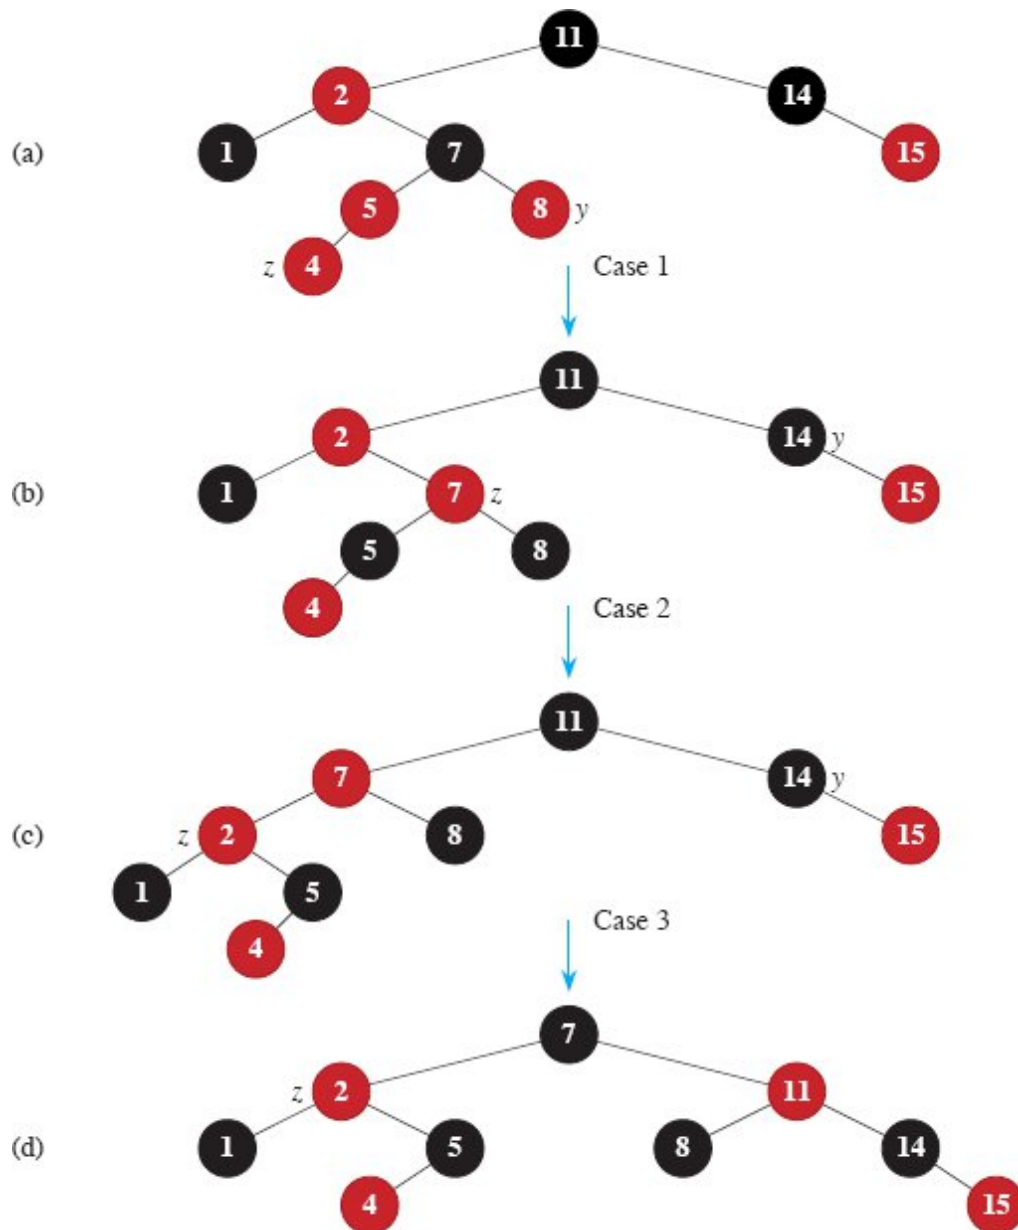 11
2 14
(a) 1 7 15
5 8 y
z 4 Case 1
11
2 14 y
(b) 1 7 z 15
5 8
4 Case 2
11
7 14 y
(c) z 2 8 15
1 5
4 Case 3
7
z 2 11
(d) 1 5 8 14
4 15